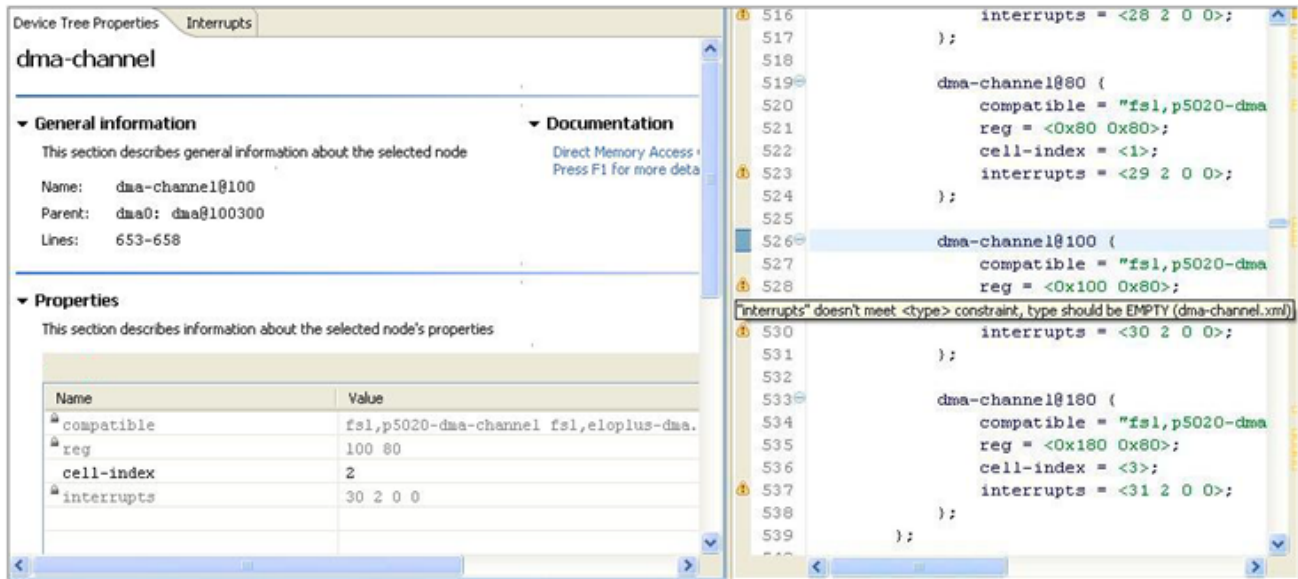 Device Tree Properties Interrupts
dma-channel
General information
This section describes general information about the selected node
Name: dma-channel@100
Parent: dma0: dma@100300
Lines: 653-658
Documentation
Direct Memory Access
Press F1 for more deta
Properties
This section describes information about the selected node's properties
Name Value
compatible fsl,p5020-dma-channel fsl,eloplus-dma.
reg 100 80
cell-index 2
interrupts 30 2 0 0
516 interrupts = <28 2 0 0>;
517 };
518
519 dma-channel@80 {
520 compatible = "fsl,p5020-dma
521 reg = <0x80 0x80>;
522 cell-index = <1>;
523 interrupts = <29 2 0 0>;
524 };
525
526 dma-channel@100 {
527 compatible = "fsl,p5020-dma
528 reg = <0x100 0x80>;
"interrupts" doesn't meet <type> constraint, type should be EMPTY (dma-channel.xml)
530 interrupts = <30 2 0 0>;
531 };
532
533 dma-channel@180 {
534 compatible = "fsl,p5020-dma
535 reg = <0x180 0x80>;
536 cell-index = <3>;
537 interrupts = <31 2 0 0>;
538 };
539 };